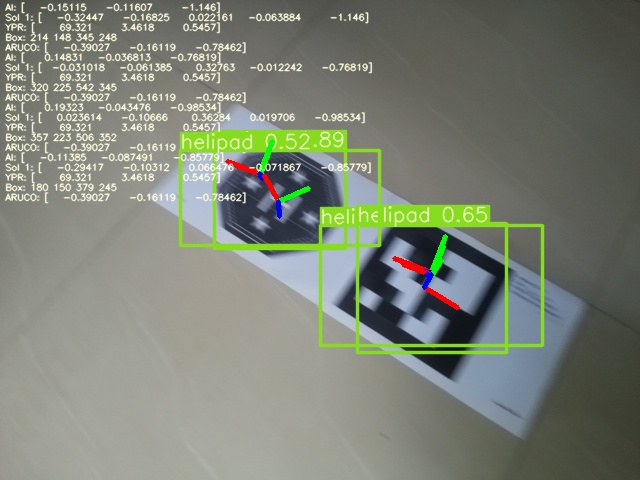 AI: [ -0.15115 -0.11607 -1.146]
Sol 1: [ -0.32447 -0.16825 0.022161 -0.063884 -1.146]
YPR: [ 69.321 3.4618 0.5457]
Box: 214 148 345 248
ARUCO: [ -0.39027 -0.16119 -0.78462]
AI: [ 0.14831 -0.036813 -0.76819]
Sol 1: [ -0.031018 -0.061385 0.32763 -0.012242 -0.76819]
YPR: [ 69.321 3.4618 0.5457]
Box: 320 225 542 345
ARUCO: [ -0.39027 -0.16119 -0.78462]
AI: [ 0.19323 -0.043476 -0.98534]
Sol 1: [ 0.023614 -0.10666 0.36284 0.019706 -0.98534]
YPR: [ 69.321 3.4618 0.5457]
Box: 357 223 506 352
ARUCO: [ -0.39027 -0.16119
AI: [ -0.11385 -0.087491 -0.85779]
Sol 1: [ -0.29417 -0.10312 0.066476 -0.071867 -0.85779]
YPR: [ 69.321 3.4618 0.5457]
Box: 180 150 379 245
ARUCO: [ -0.39027 -0.16119 -0.78462]
helipad 0.52.89
helihelipad 0.65